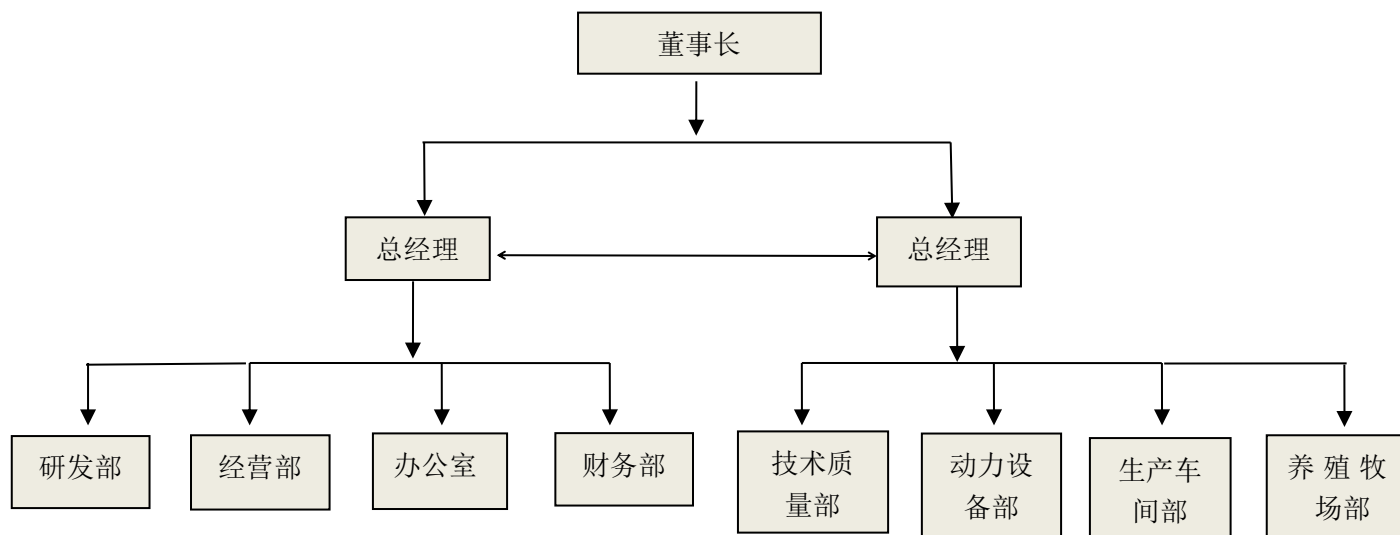 董事长
总经理
总经理
研发部
经营部
办公室
财务部
技术质
量部
动力设
备部
生产车
间部
养 殖 牧
场部